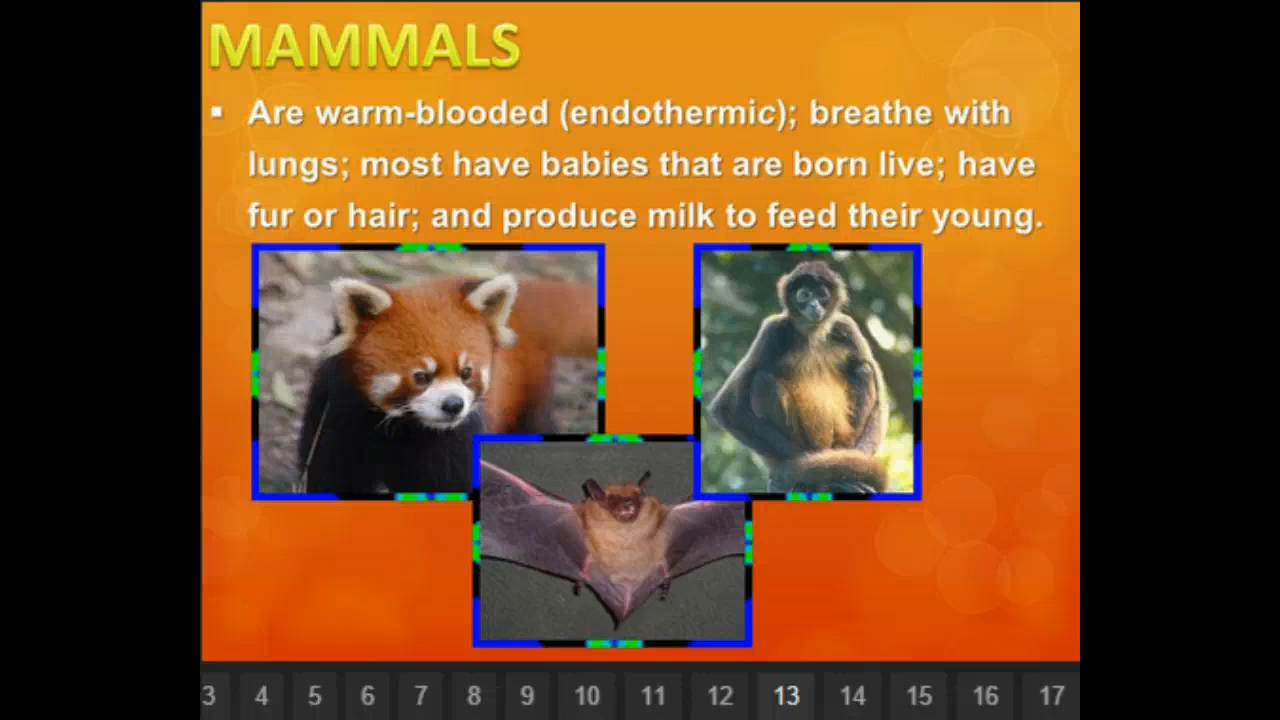 MAMMALS
▪ Are warm-blooded (endothermic); breathe with
lungs; most have babies that are born live; have
fur or hair; and produce milk to feed their young.
3 4 5 6 7 8 9 10 11 12 13 14 15 16 17